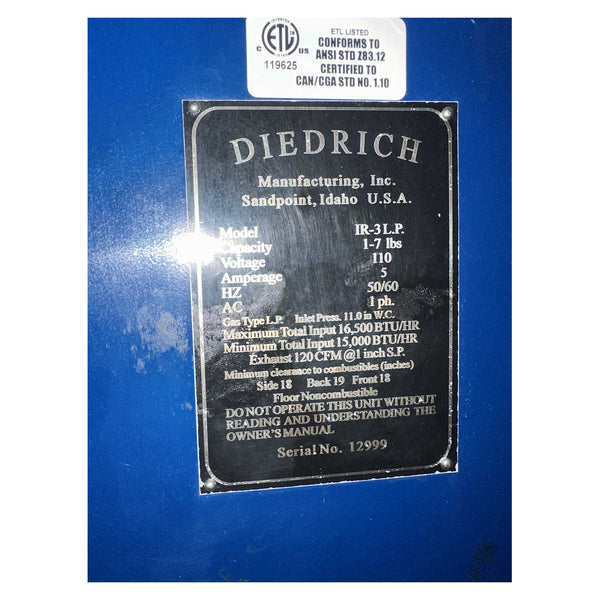 ETL LISTED
CONFORMS TO
ANSI STD Z83.12
CERTIFIED TO
CAN/CGA STD NO. 1.10
C ETL US
119625
DIEDRICH
Manufacturing, Inc.
Sandpoint, Idaho U.S.A.
Model IR-3 L.P.
Capacity 1-7 lbs
Voltage 110
Amperage 5
HZ 50/60
AC 1 ph.
Gas Type L.P. Inlet Press. 11.0 in W.C.
Maximum Total Input 16,500 BTU/HR
Minimum Total Input 15,000 BTU/HR
Exhaust 120 CFM @1 inch S.P.
Minimum clearance to combustibles (inches)
Side 18 Back 19 Front 18
Floor Noncombustible
DO NOT OPERATE THIS UNIT WITHOUT
READING AND UNDERSTANDING THE
OWNER'S MANUAL
Serial No. 12999